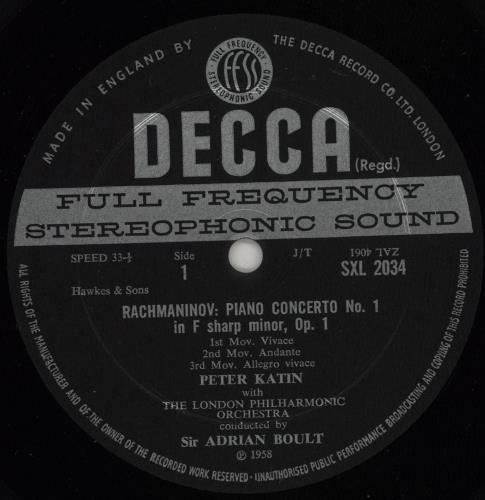 MADE IN ENGLAND BY
THE DECCA RECORD CO. LTD. LONDON
FULL FREQUENCY
ffss
STEREOPHONIC SOUND
DECCA (Regd.)
FULL FREQUENCY
STEREOPHONIC SOUND
SPEED 33⅓
Side
1
J/T
ZAL 4061
SXL 2034
Hawkes & Sons
RACHMANINOV: PIANO CONCERTO No. 1
in F sharp minor, Op. 1
1st Mov. Vivace
2nd Mov. Andante
3rd Mov. Allegro vivace
PETER KATIN
with
THE LONDON PHILHARMONIC
ORCHESTRA
conducted by
Sir ADRIAN BOULT
℗ 1958
ALL RIGHTS OF THE MANUFACTURER AND OF THE OWNER OF THE RECORDED WORK RESERVED · UNAUTHORISED PUBLIC PERFORMANCE BROADCASTING AND COPYING OF THIS RECORD PROHIBITED